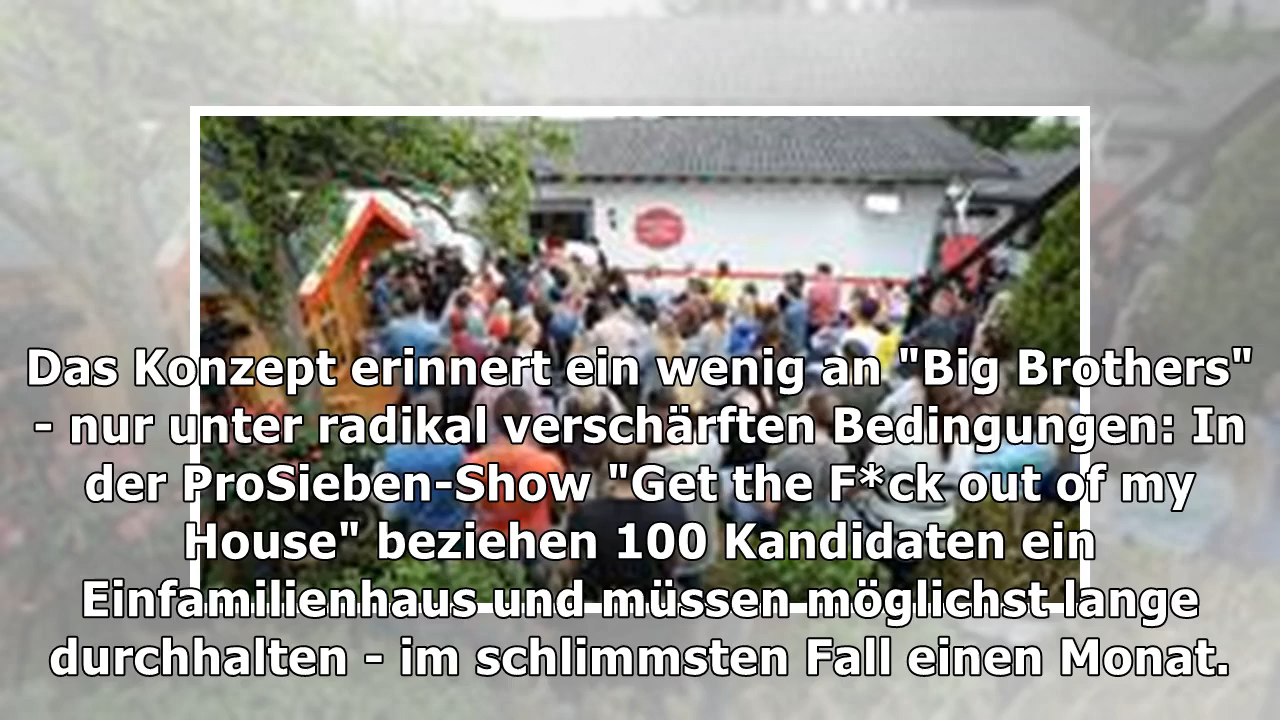 Das Konzept erinnert ein wenig an "Big Brothers"
- nur unter radikal verschärften Bedingungen: In
der ProSieben-Show "Get the F*ck out of my
House" beziehen 100 Kandidaten ein
Einfamilienhaus und müssen möglichst lange
durchhalten - im schlimmsten Fall einen Monat.